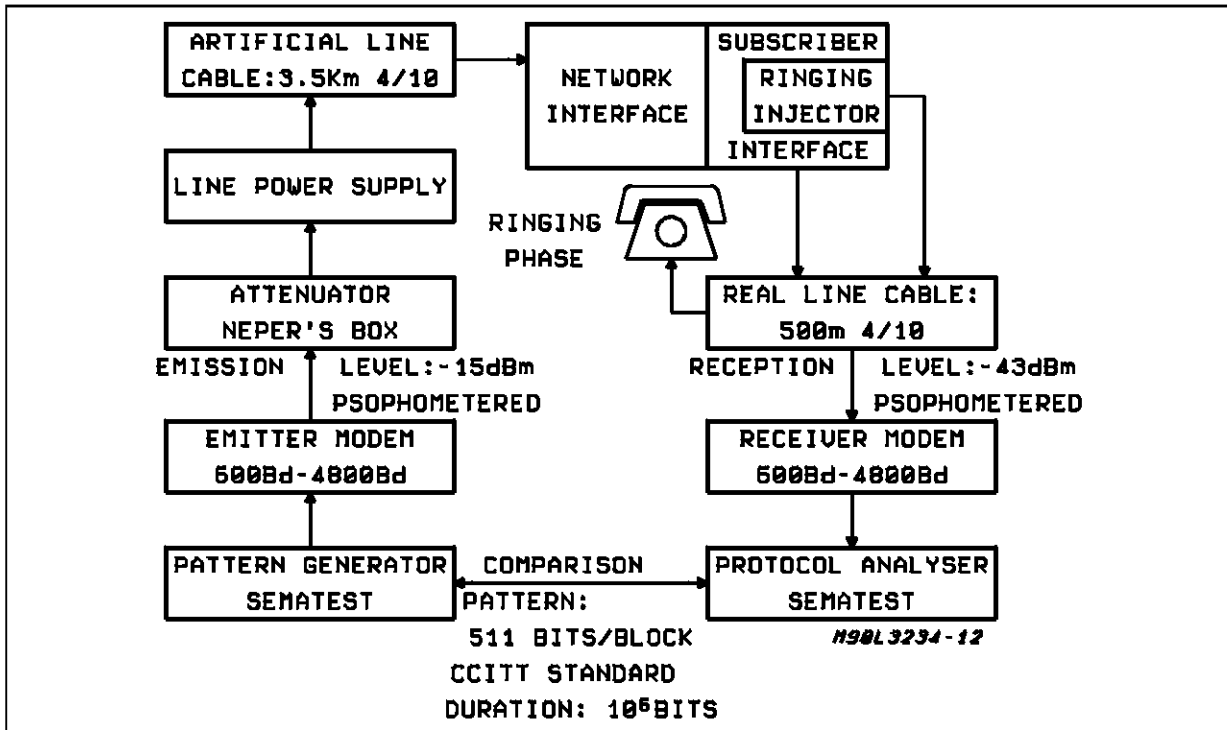 ARTIFICIAL LINE
CABLE:3.5Km 4/10
NETWORK
INTERFACE
SUBSCRIBER
RINGING
INJECTOR
INTERFACE
LINE POWER SUPPLY
RINGING
PHASE
ATTENUATOR
NEPER'S BOX
REAL LINE CABLE:
500m 4/10
EMISSION LEVEL:-15dBm
PSOPHOMETERED
RECEPTION LEVEL:-43dBm
PSOPHOMETERED
EMITTER MODEM
600Bd-4800Bd
RECEIVER MODEM
600Bd-4800Bd
PATTERN GENERATOR
SEMATEST
COMPARISON
PATTERN:
511 BITS/BLOCK
CCITT STANDARD
DURATION: 10⁶BITS
PROTOCOL ANALYSER
SEMATEST
M90L3234-12